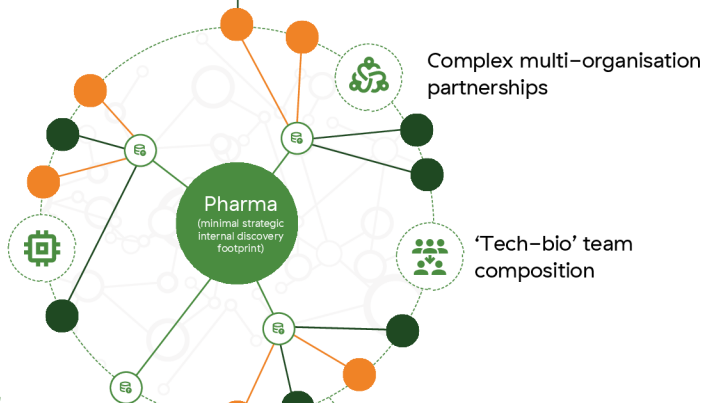 Complex multi-organisation
partnerships
Pharma
(minimal strategic
internal discovery
footprint)
‘Tech-bio’ team
composition